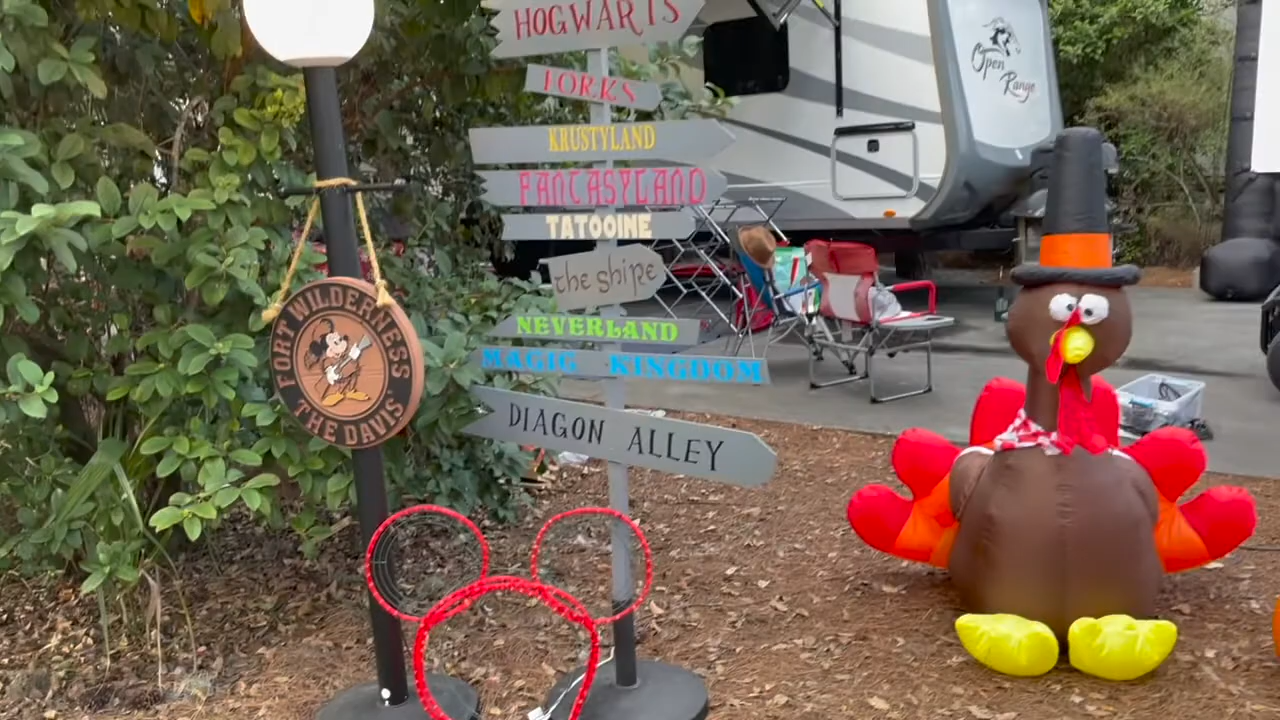 HOGWARTS
FORKS
KRUSTYLAND
FANTASYLAND
TATOOINE
the shire
NEVERLAND
MAGIC KINGDOM
DIAGON ALLEY
FORT WILDERNESS
THE DAVIS
Open
Range